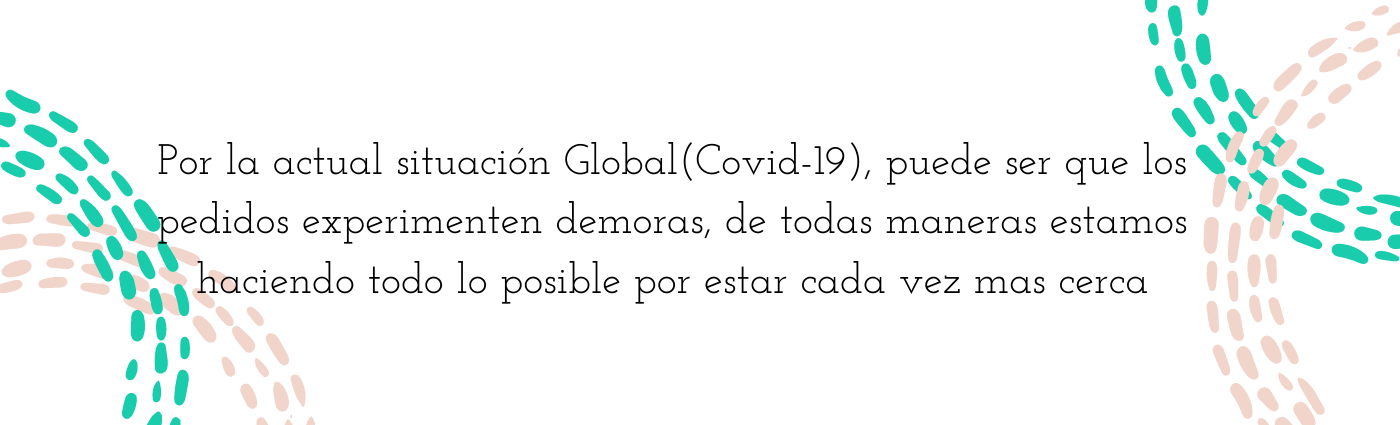 Por la actual situación Global(Covid-19), puede ser que los
pedidos experimenten demoras, de todas maneras estamos
haciendo todo lo posible por estar cada vez mas cerca